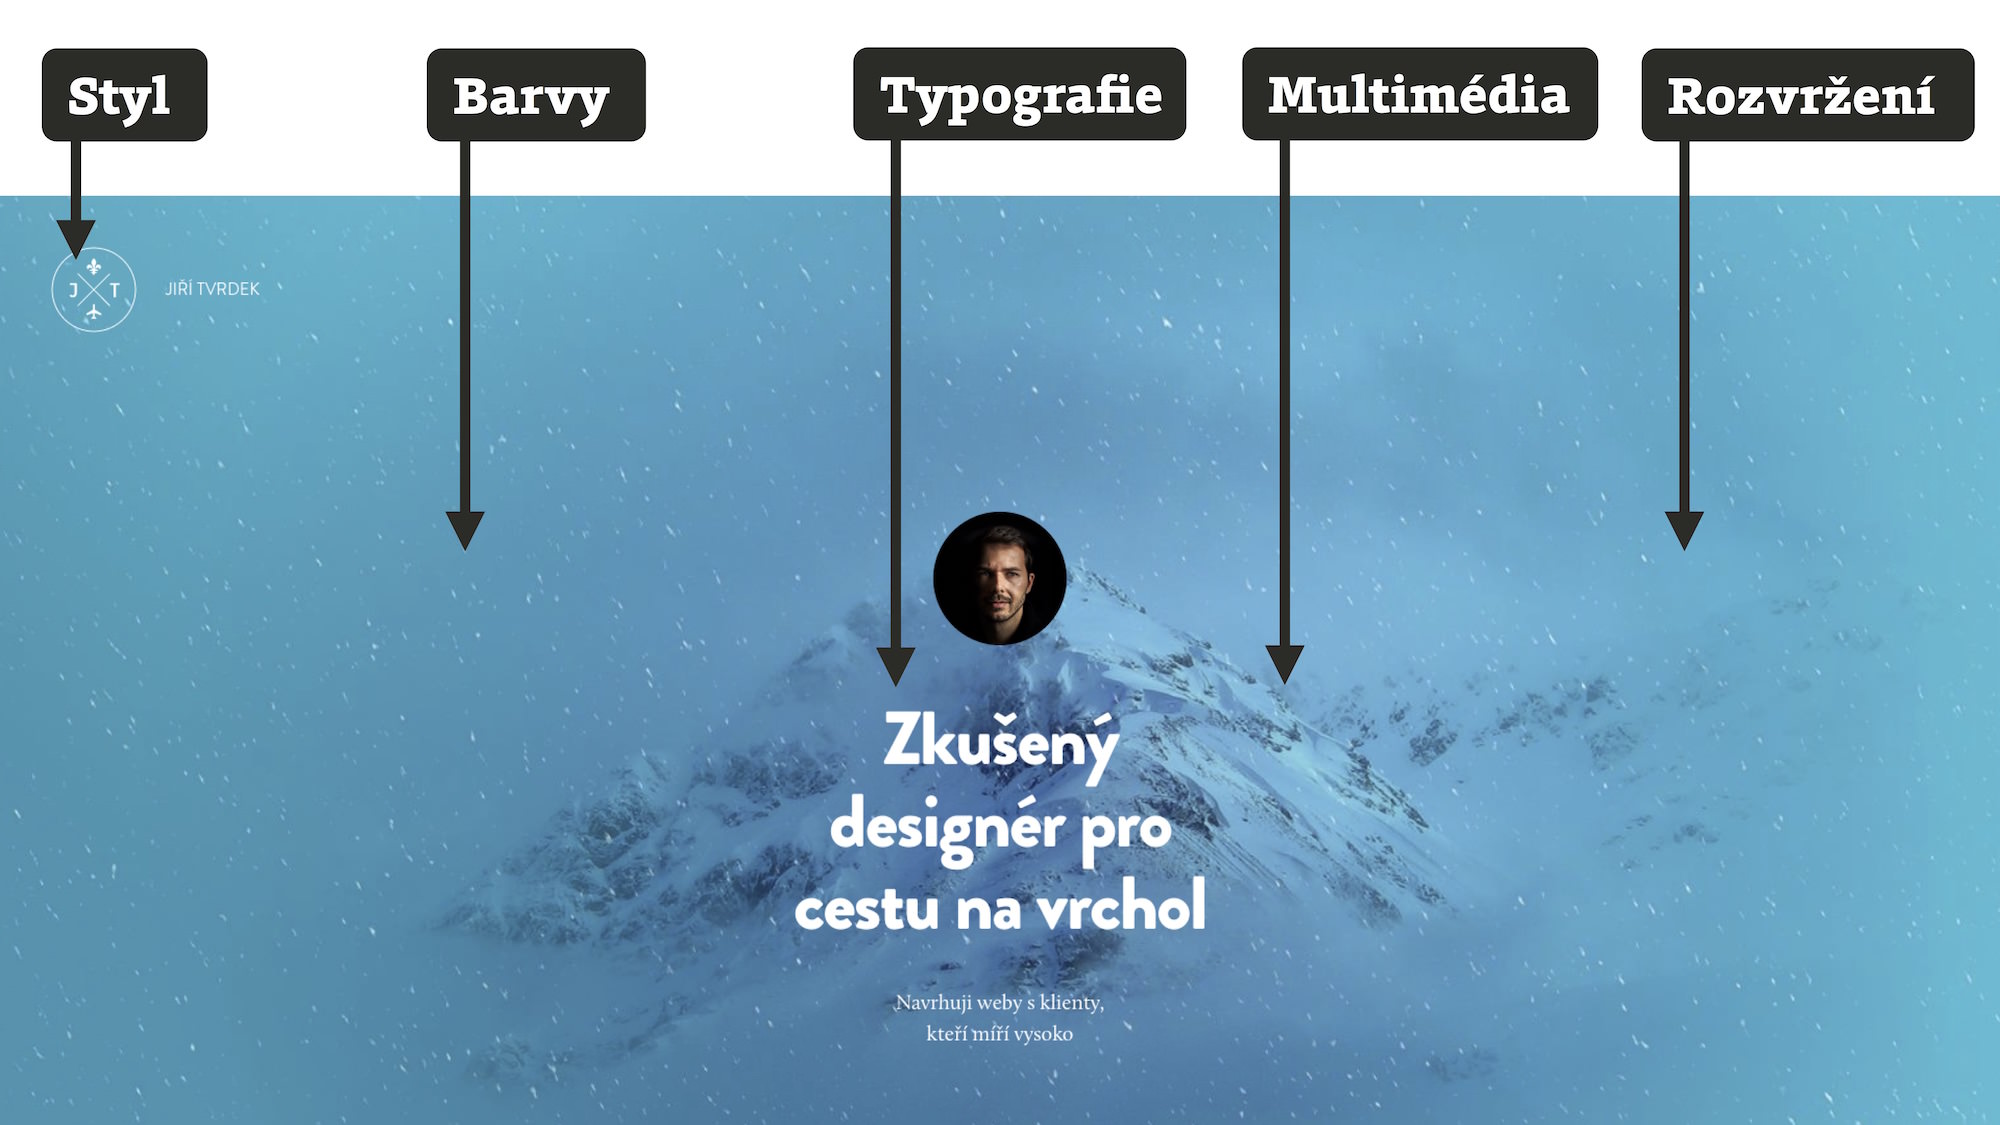 Styl
Barvy
Typografie
Multimédia
Rozvržení
J T
JIŘÍ TVRDEK
Zkušený
designér pro
cestu na vrchol
Navrhuji weby s klienty,
kteří míří vysoko